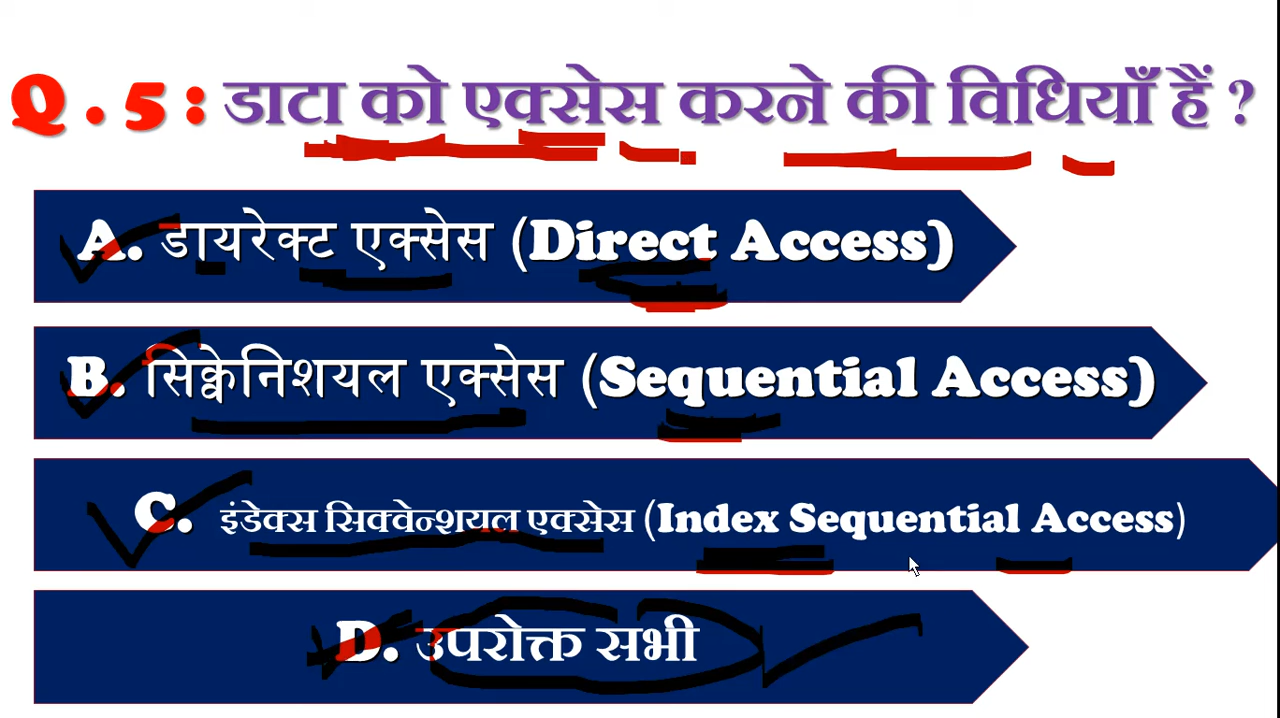 Q . 5 : डाटा को एक्सेस करने की विधियाँ हैं ?
A. डायरेक्ट एक्सेस (Direct Access)
B. सिक्वेनिशयल एक्सेस (Sequential Access)
C. इंडेक्स सिक्वेन्शयल एक्सेस (Index Sequential Access)
D. उपरोक्त सभी